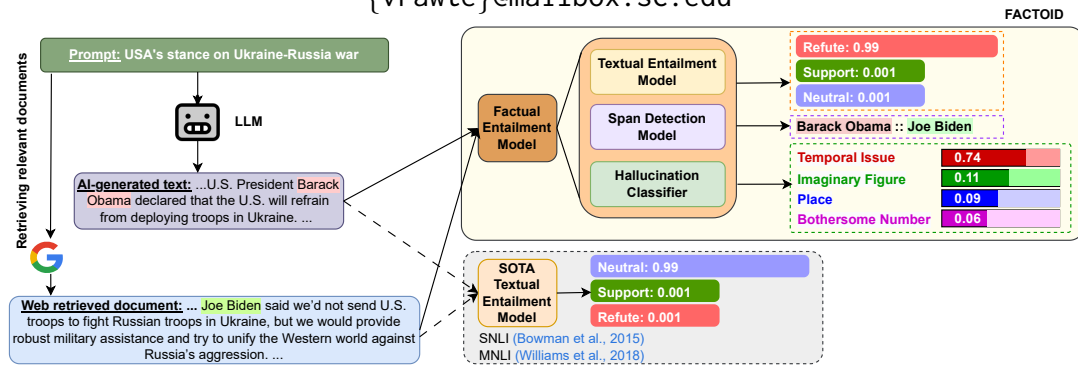 {vrawte}@mailbox.sc.edu
FACTOID
Prompt: USA's stance on Ukraine-Russia war
Retrieving relevant documents
LLM
AI-generated text: ...U.S. President Barack
Obama declared that the U.S. will refrain
from deploying troops in Ukraine. ...
Web retrieved document: ... Joe Biden said we'd not send U.S.
troops to fight Russian troops in Ukraine, but we would provide
robust military assistance and try to unify the Western world against
Russia's aggression. ...
Factual
Entailment
Model
Textual Entailment
Model
Span Detection
Model
Hallucination
Classifier
Refute: 0.99
Support: 0.001
Neutral: 0.001
Barack Obama :: Joe Biden
Temporal Issue 0.74
Imaginary Figure 0.11
Place 0.09
Bothersome Number 0.06
SOTA
Textual
Entailment
Model
Neutral: 0.99
Support: 0.001
Refute: 0.001
SNLI (Bowman et al., 2015)
MNLI (Williams et al., 2018)